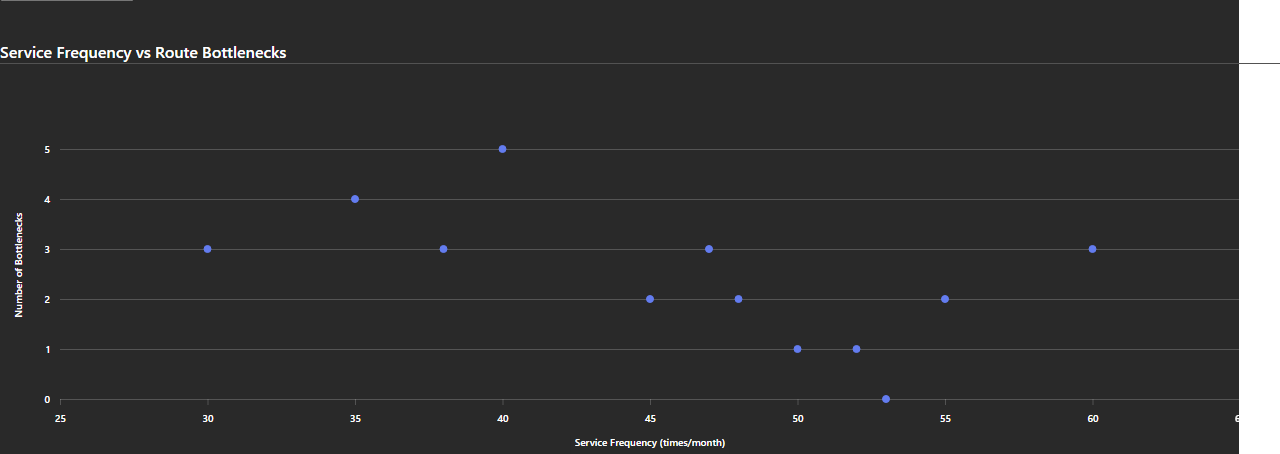 Service Frequency vs Route Bottlenecks
Number of Bottlenecks
5
4
3
2
1
0
25 30 35 40 45 50 55 60
Service Frequency (times/month)